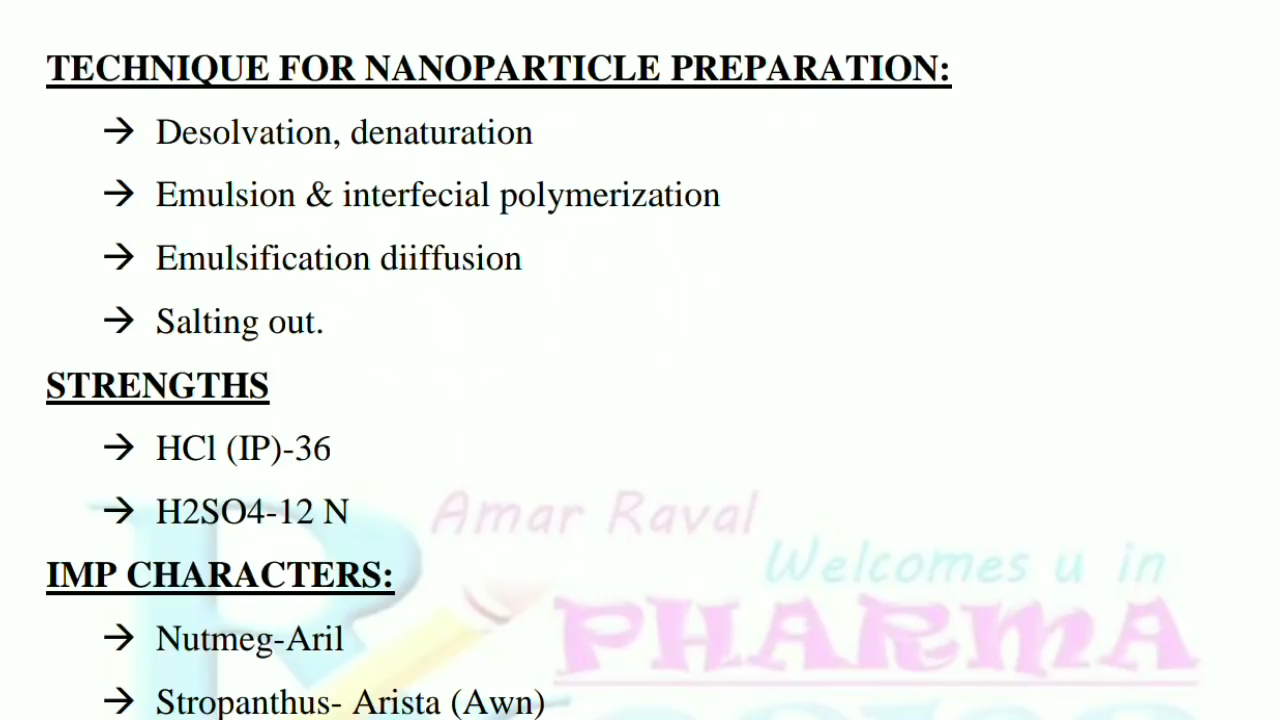 TECHNIQUE FOR NANOPARTICLE PREPARATION:
→ Desolvation, denaturation
→ Emulsion & interfecial polymerization
→ Emulsification diiffusion
→ Salting out.
STRENGTHS
→ HCl (IP)-36
→ H2SO4-12 N
Amar Raval
Welcomes u in
IMP CHARACTERS:
PHARMA
→ Nutmeg-Aril
→ Stropanthus- Arista (Awn)